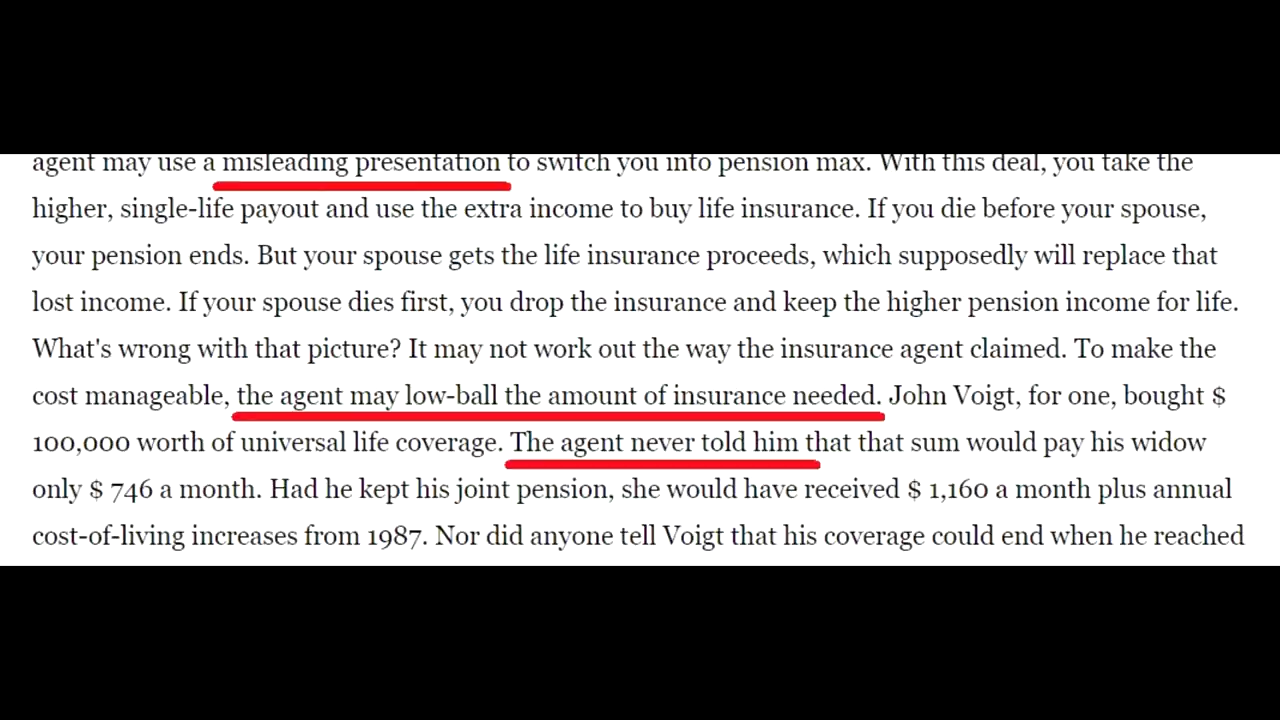 agent may use a misleading presentation to switch you into pension max. With this deal, you take the
higher, single-life payout and use the extra income to buy life insurance. If you die before your spouse,
your pension ends. But your spouse gets the life insurance proceeds, which supposedly will replace that
lost income. If your spouse dies first, you drop the insurance and keep the higher pension income for life.
What's wrong with that picture? It may not work out the way the insurance agent claimed. To make the
cost manageable, the agent may low-ball the amount of insurance needed. John Voigt, for one, bought $
100,000 worth of universal life coverage. The agent never told him that that sum would pay his widow
only $ 746 a month. Had he kept his joint pension, she would have received $ 1,160 a month plus annual
cost-of-living increases from 1987. Nor did anyone tell Voigt that his coverage could end when he reached